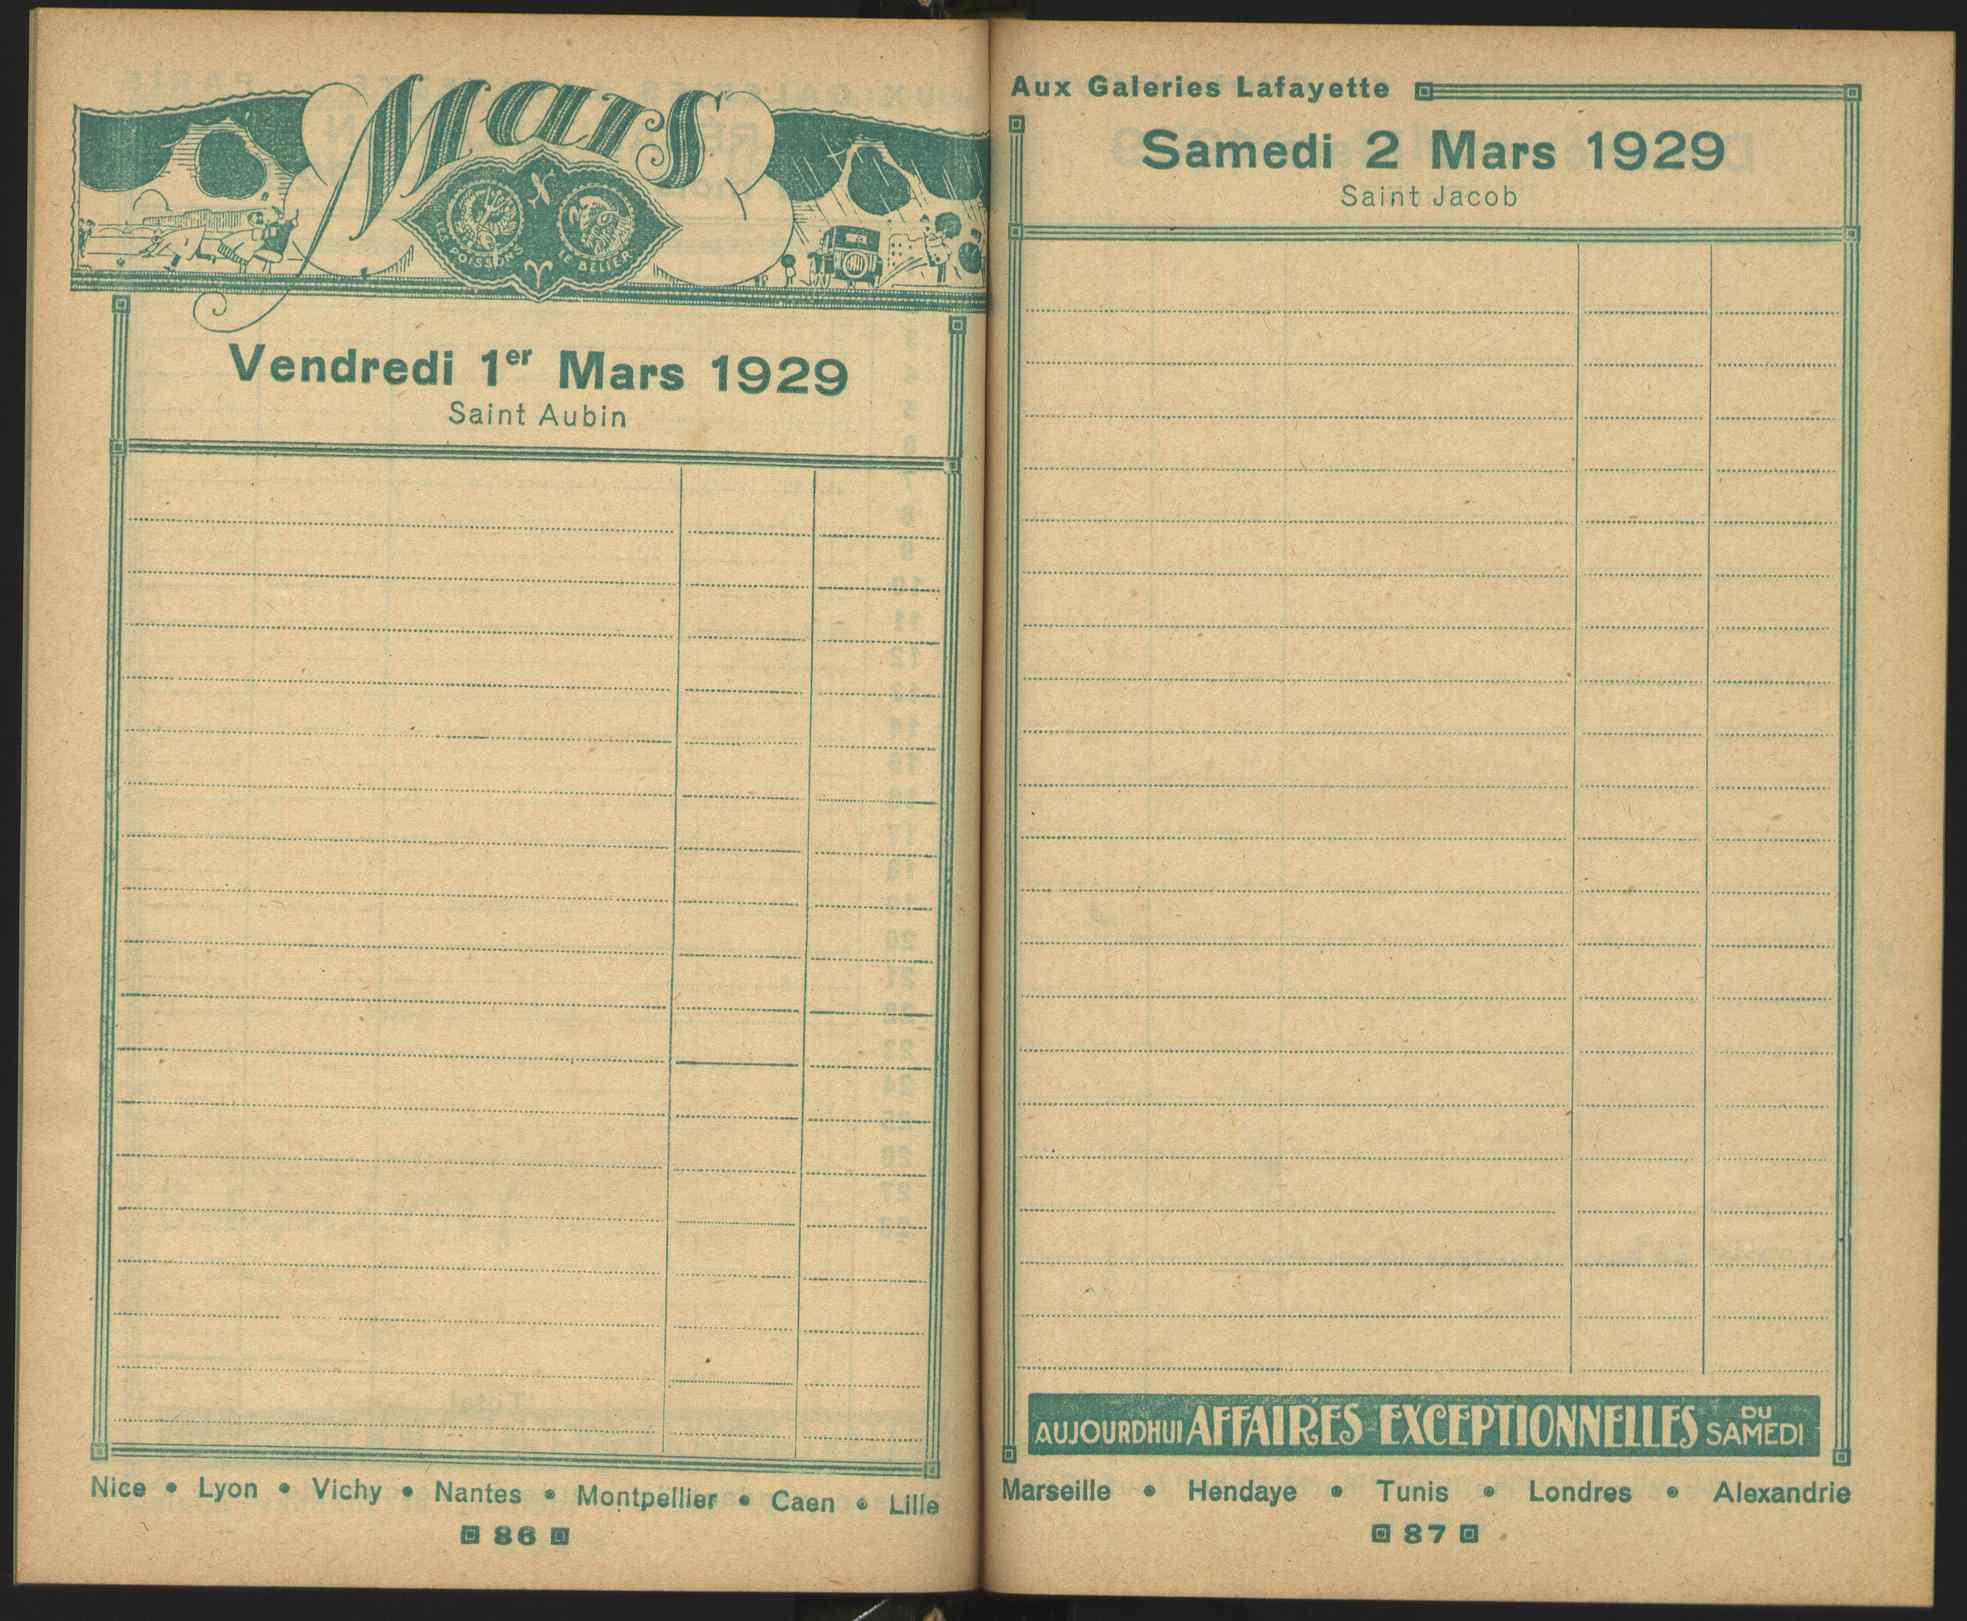 Mars
LES POISSONS LE BELIER
Vendredi 1er Mars 1929
Saint Aubin
Nice • Lyon • Vichy • Nantes • Montpellier • Caen • Lille
86
Aux Galeries Lafayette
Samedi 2 Mars 1929
Saint Jacob
AUJOURDHUI AFFAIRES EXCEPTIONNELLES DU SAMEDI
Marseille • Hendaye • Tunis • Londres • Alexandrie
87